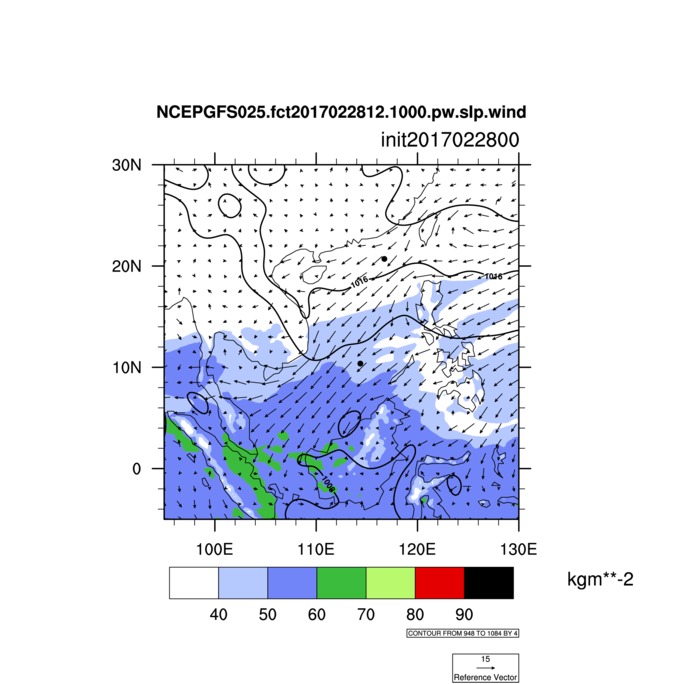 NCEPGFS025.fct2017022812.1000.pw.slp.wind
init2017022800
30N
20N
10N
0
1016
1016
1008
100E 110E 120E 130E
kgm**-2
40 50 60 70 80 90
CONTOUR FROM 948 TO 1084 BY 4
15
Reference Vector